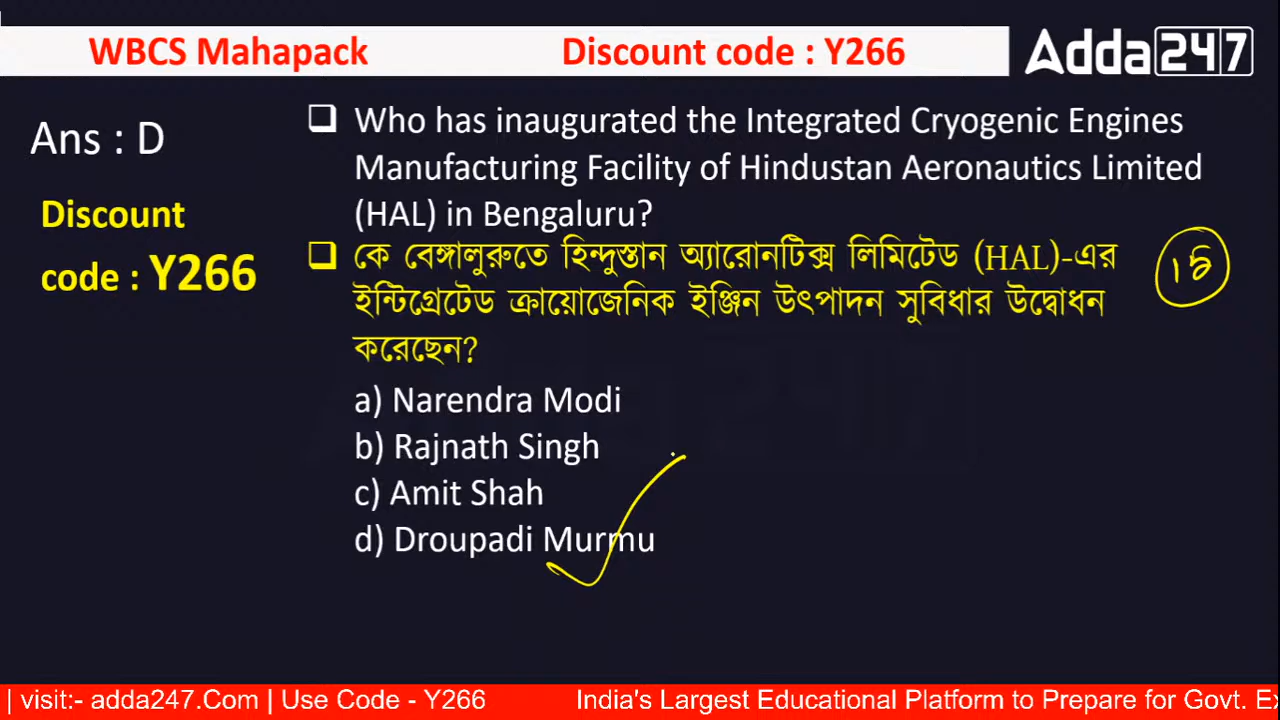 WBCS Mahapack Discount code : Y266 Adda247
Ans : D
Discount
code : Y266
Who has inaugurated the Integrated Cryogenic Engines
Manufacturing Facility of Hindustan Aeronautics Limited
(HAL) in Bengaluru?
কে বেঙ্গালুরুতে হিন্দুস্তান অ্যারোনটিক্স লিমিটেড (HAL)-এর
ইন্টিগ্রেটেড ক্রায়োজেনিক ইঞ্জিন উৎপাদন সুবিধার উদ্বোধন
করেছেন?
a) Narendra Modi
b) Rajnath Singh
c) Amit Shah
d) Droupadi Murmu
| visit:- adda247.Com | Use Code - Y266 India's Largest Educational Platform to Prepare for Govt.